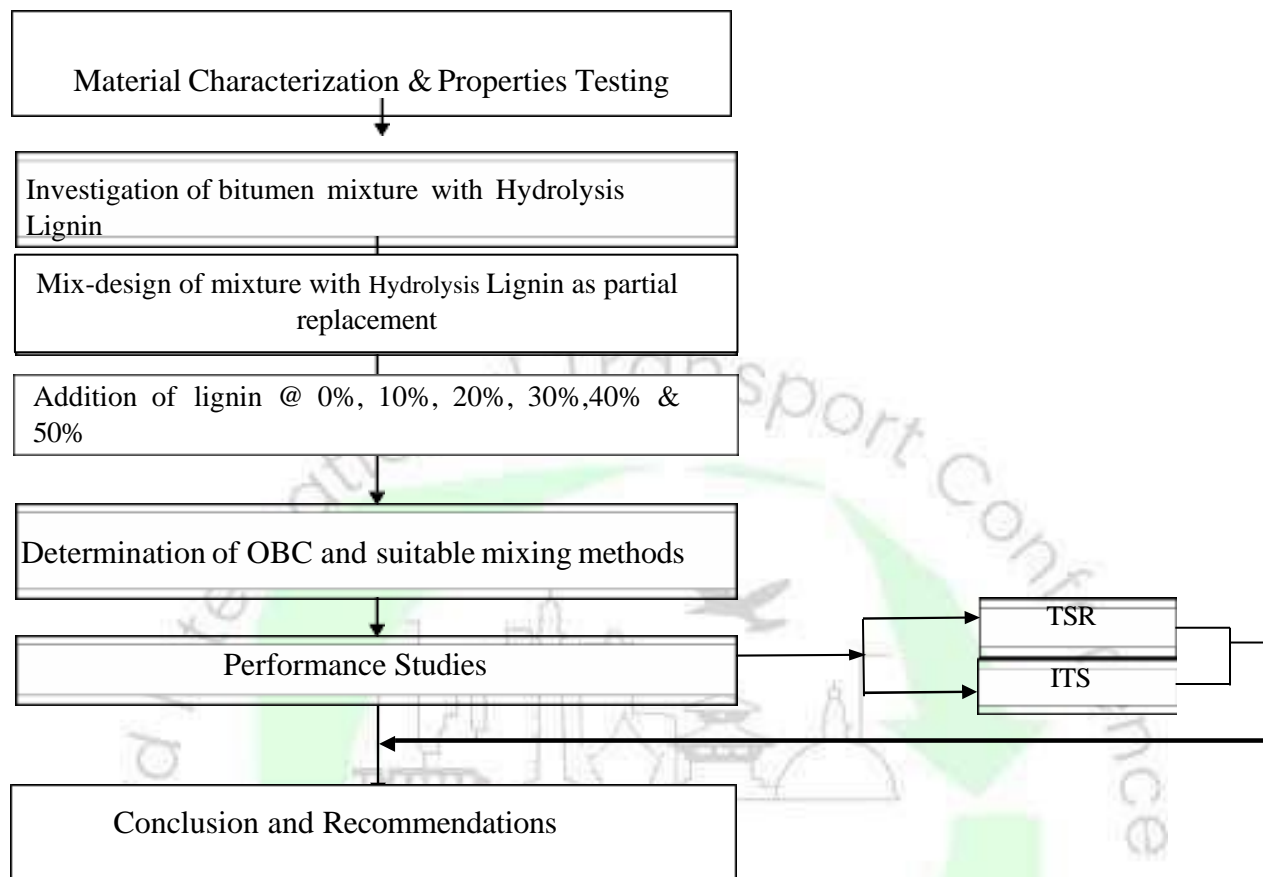 Material Characterization & Properties Testing
Investigation of bitumen mixture with Hydrolysis
Lignin
Mix-design of mixture with Hydrolysis Lignin as partial
replacement
Addition of lignin @ 0%, 10%, 20%, 30%,40% &
50%
Determination of OBC and suitable mixing methods
Performance Studies
TSR
ITS
Conclusion and Recommendations
Transport Conference